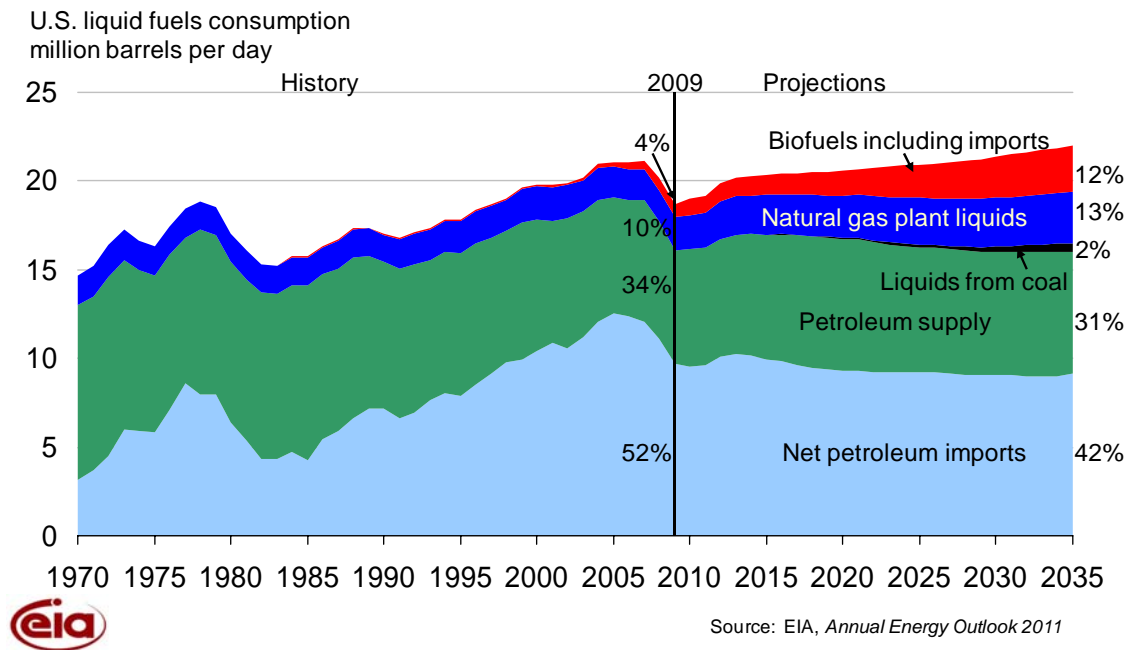 U.S. liquid fuels consumption
million barrels per day
History
2009
Projections
25
20
15
10
5
0
4%
10%
34%
52%
Biofuels including imports
Natural gas plant liquids
Liquids from coal
Petroleum supply
Net petroleum imports
12%
13%
2%
31%
42%
1970 1975 1980 1985 1990 1995 2000 2005 2010 2015 2020 2025 2030 2035
eia
Source: EIA, Annual Energy Outlook 2011